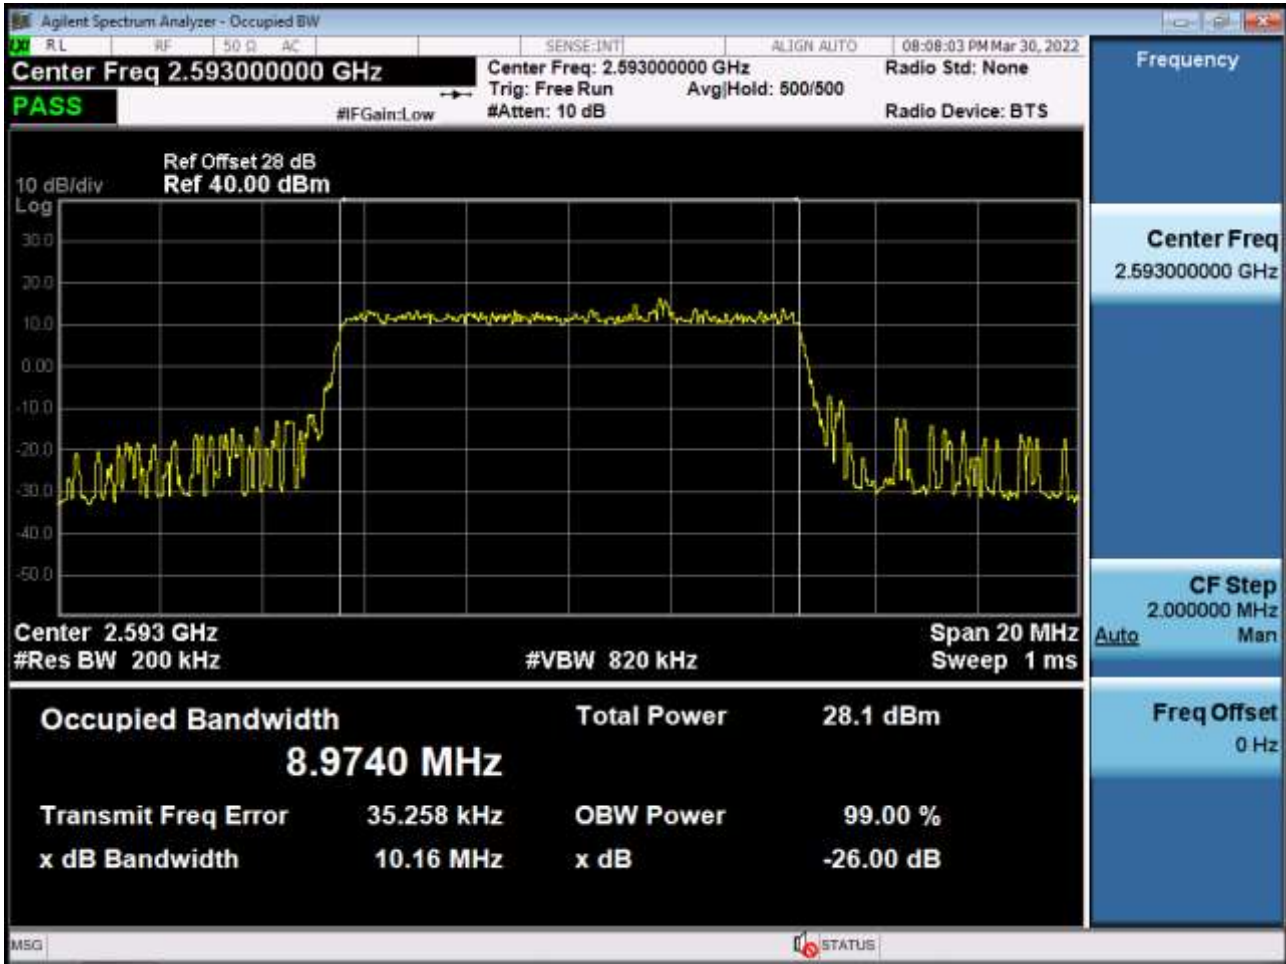 Agilent Spectrum Analyzer - Occupied BW
LXI RL RF 50 Ω AC SENSE:INT ALIGN AUTO 08:08:03 PM Mar 30, 2022
Center Freq 2.593000000 GHz
Center Freq: 2.593000000 GHz
Radio Std: None
Trig: Free Run Avg|Hold: 500/500
PASS
#IFGain:Low
#Atten: 10 dB
Radio Device: BTS
Ref Offset 28 dB
10 dB/div Ref 40.00 dBm
Log
30.0
20.0
10.0
0.00
-10.0
-20.0
-30.0
-40.0
-50.0
Center 2.593 GHz Span 20 MHz
#Res BW 200 kHz #VBW 820 kHz Sweep 1 ms
Occupied Bandwidth Total Power 28.1 dBm
8.9740 MHz
Transmit Freq Error 35.258 kHz OBW Power 99.00 %
x dB Bandwidth 10.16 MHz x dB -26.00 dB
MSG STATUS
Frequency
Center Freq
2.593000000 GHz
CF Step
2.000000 MHz
Auto Man
Freq Offset
0 Hz